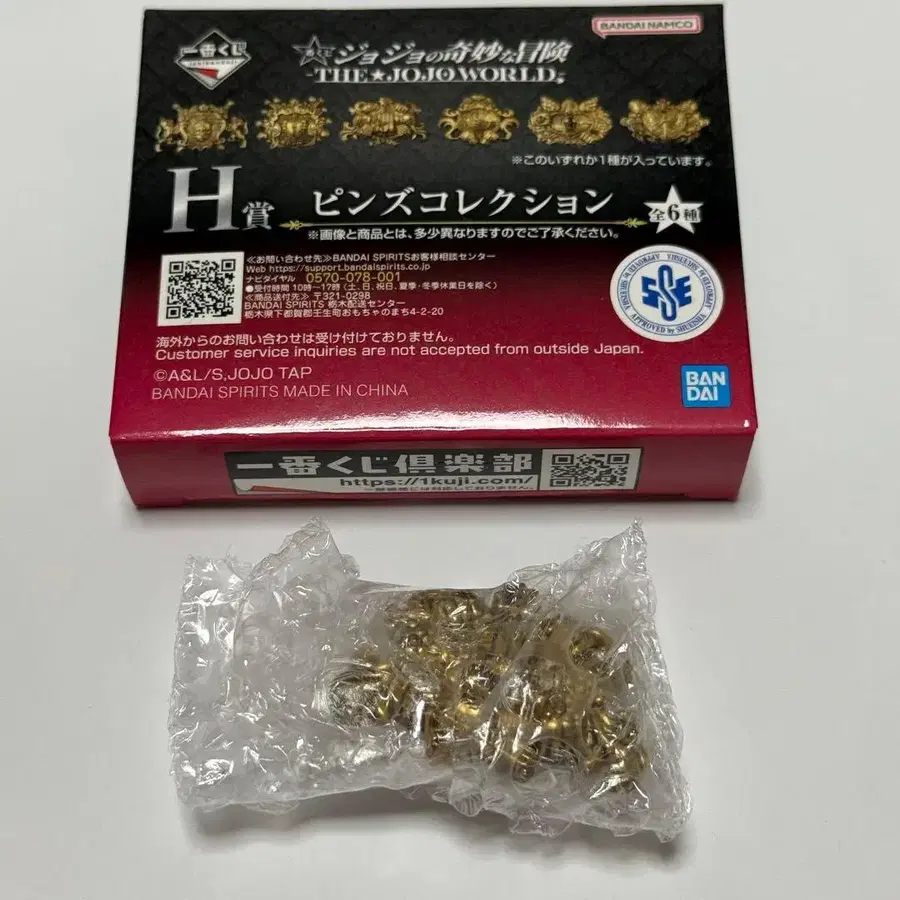 一番くじ
BANDAI NAMCO
ジョジョの奇妙な冒険
-THE★JOJO WORLD-
※このいずれか1種が入っています。
H賞 ピンズコレクション 全6種
※画像と商品とは、多少異なりますのでご了承ください。
≪お問い合わせ先≫BANDAI SPIRITSお客様相談センター
Web https://support.bandaispirits.co.jp
ナビダイヤル 0570-078-001
●受付時間 10時～17時 (土、日、祝日、夏季・冬季休業日を除く)
≪商品送付先≫ 〒321-0298
BANDAI SPIRITS 栃木配送センター
栃木県下都賀郡壬生町おもちゃのまち4-2-20
海外からのお問い合わせは受け付けておりません。
Customer service inquiries are not accepted from outside Japan.
©A&L/S,JOJO TAP
BANDAI SPIRITS MADE IN CHINA
APPROVED by SHUEISHA
BAN
DAI
一番くじ倶楽部
https://1kuji.com/